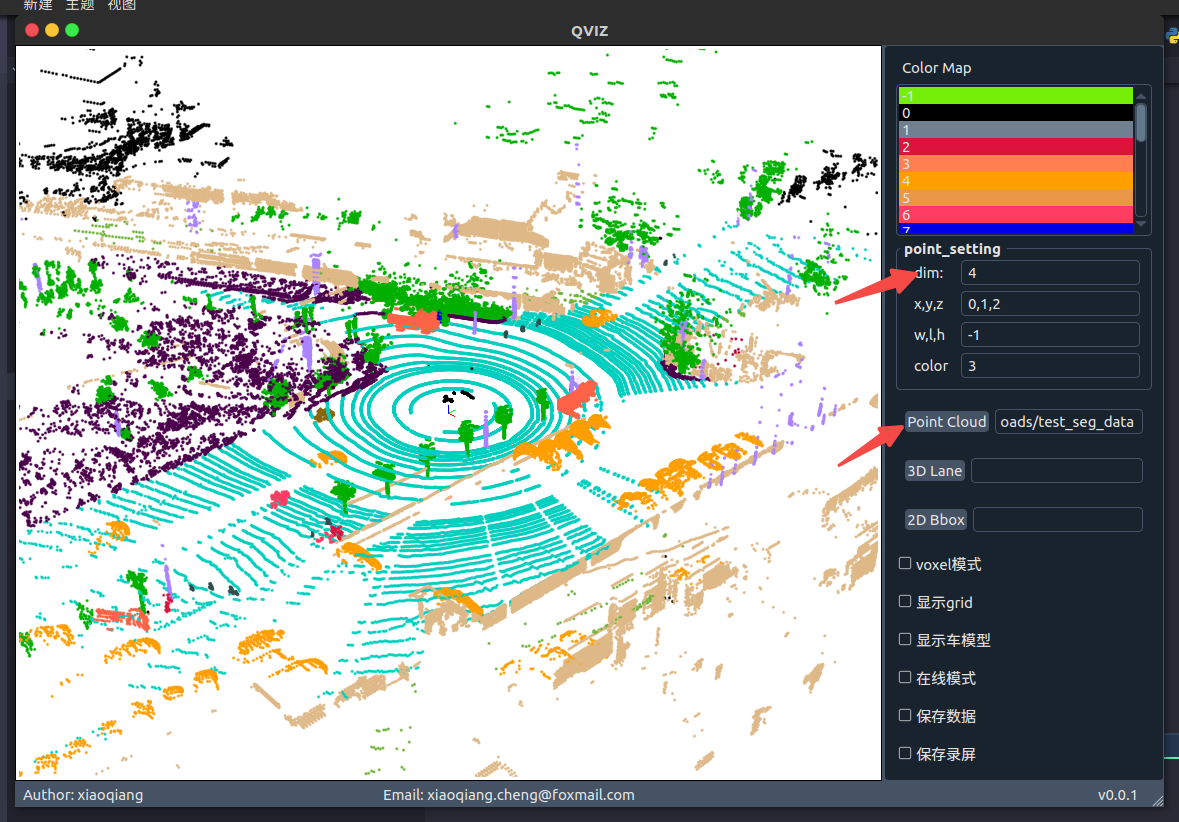 新建 主题 视图
QVIZ
Color Map
-1
0
1
2
3
4
5
6
7
point_setting
dim: 4
x,y,z 0,1,2
w,l,h -1
color 3
Point Cloud oads/test_seg_data
3D Lane
2D Bbox
voxel模式
显示grid
显示车模型
在线模式
保存数据
保存录屏
Author: xiaoqiang Email: xiaoqiang.cheng@foxmail.com v0.0.1